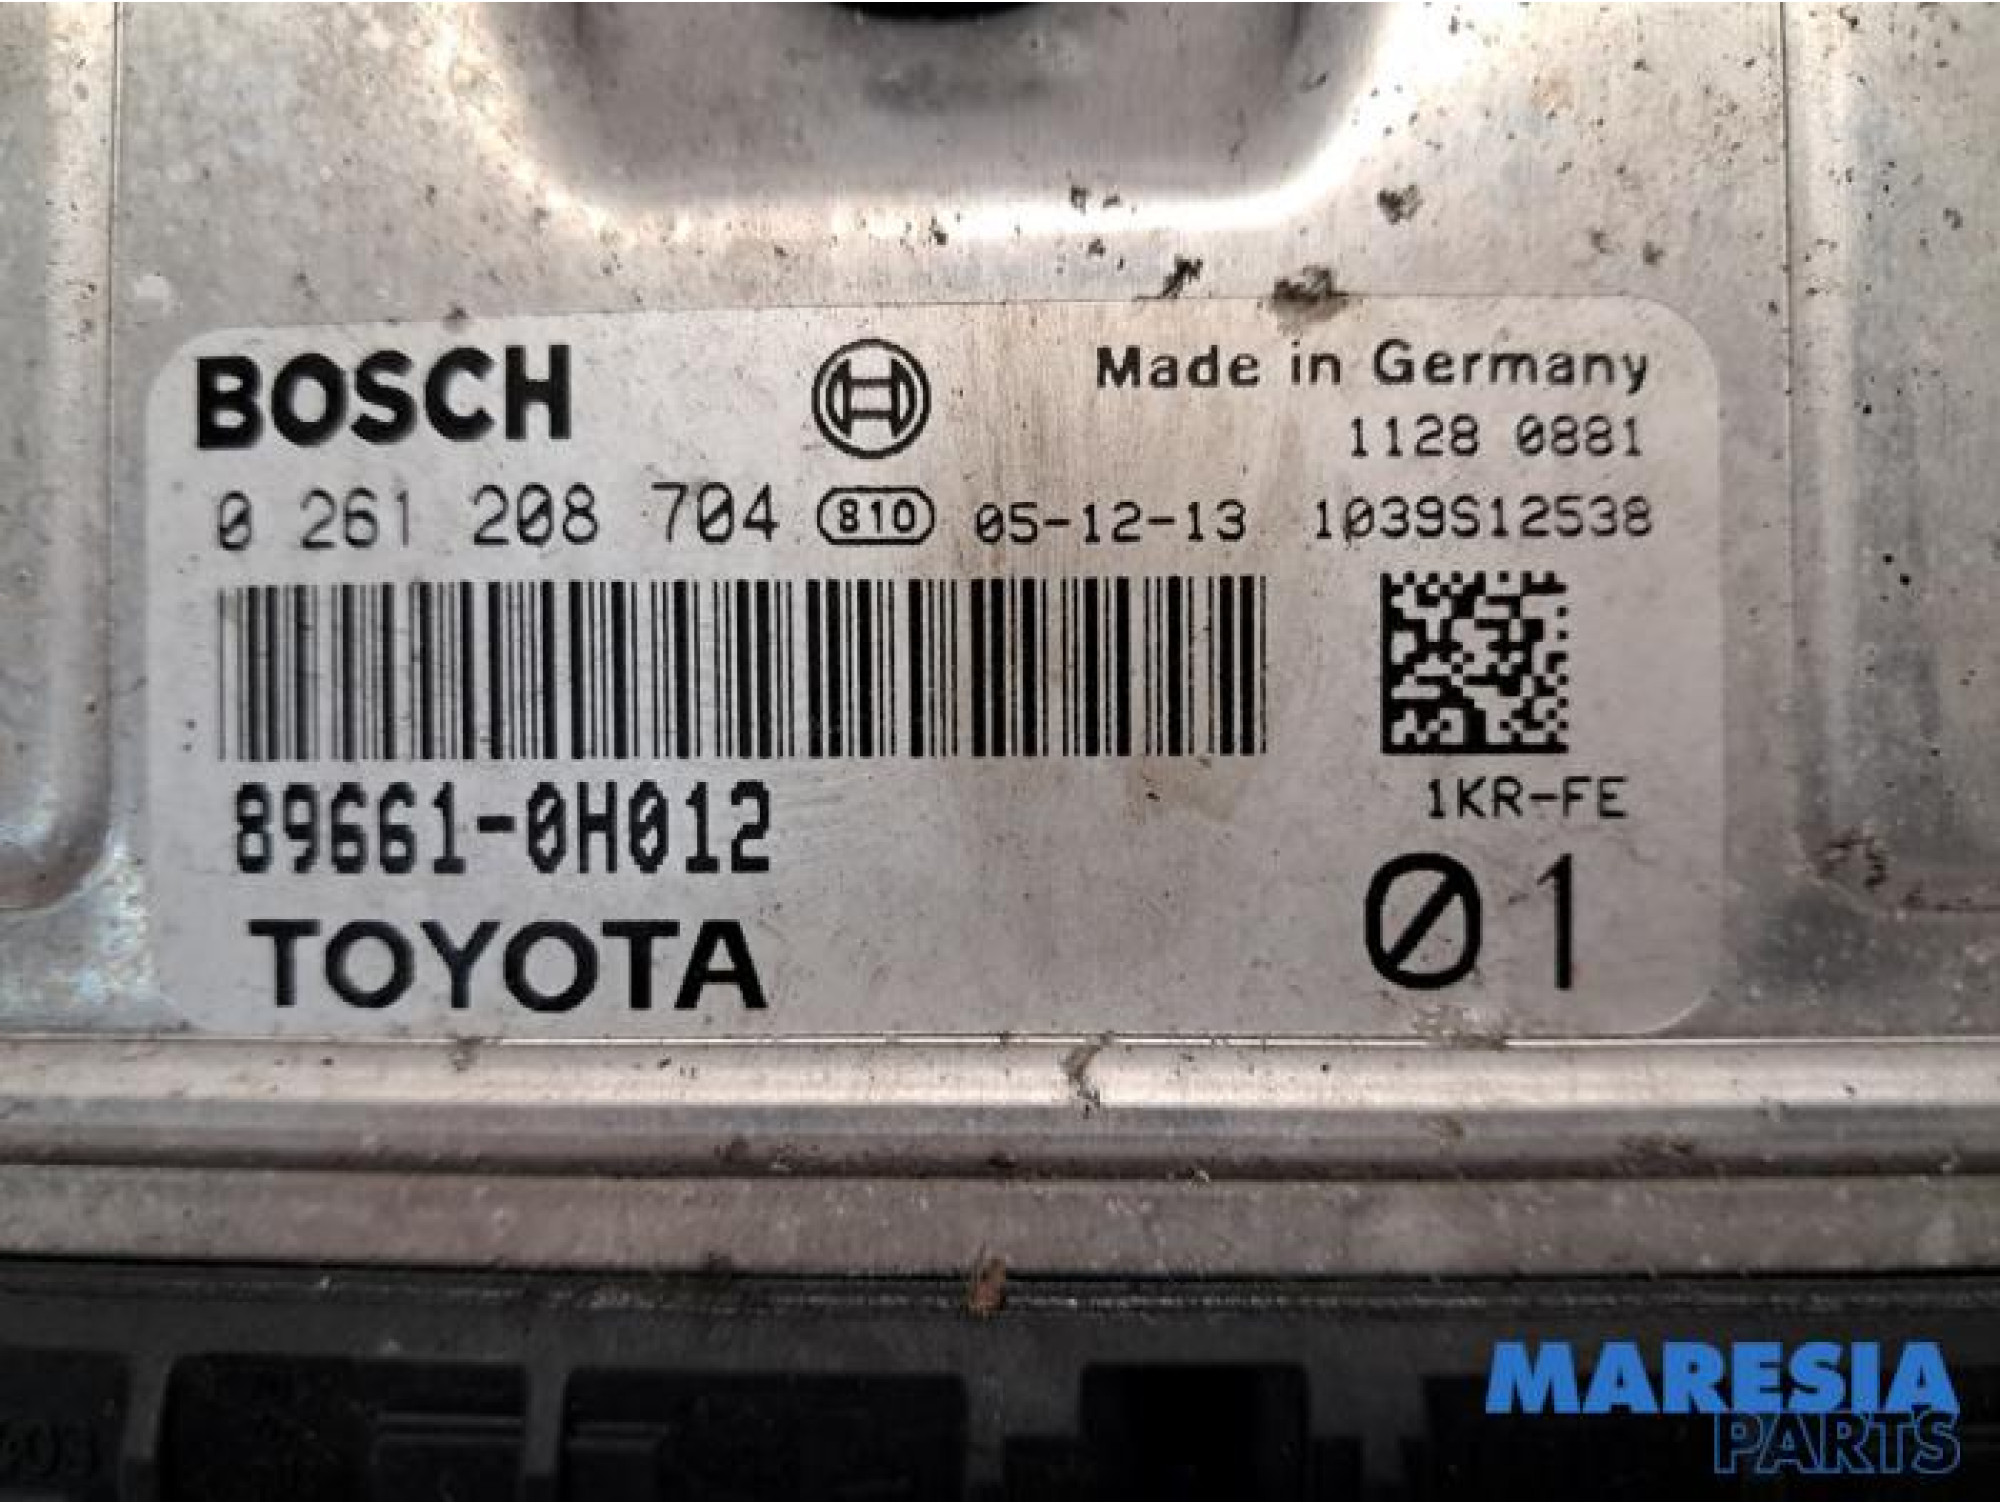 BOSCH
Made in Germany
1128 0881
0 261 208 704 810 05-12-13 1039S12538
89661-0H012
1KR-FE
TOYOTA
01
MARESIA
PARTS